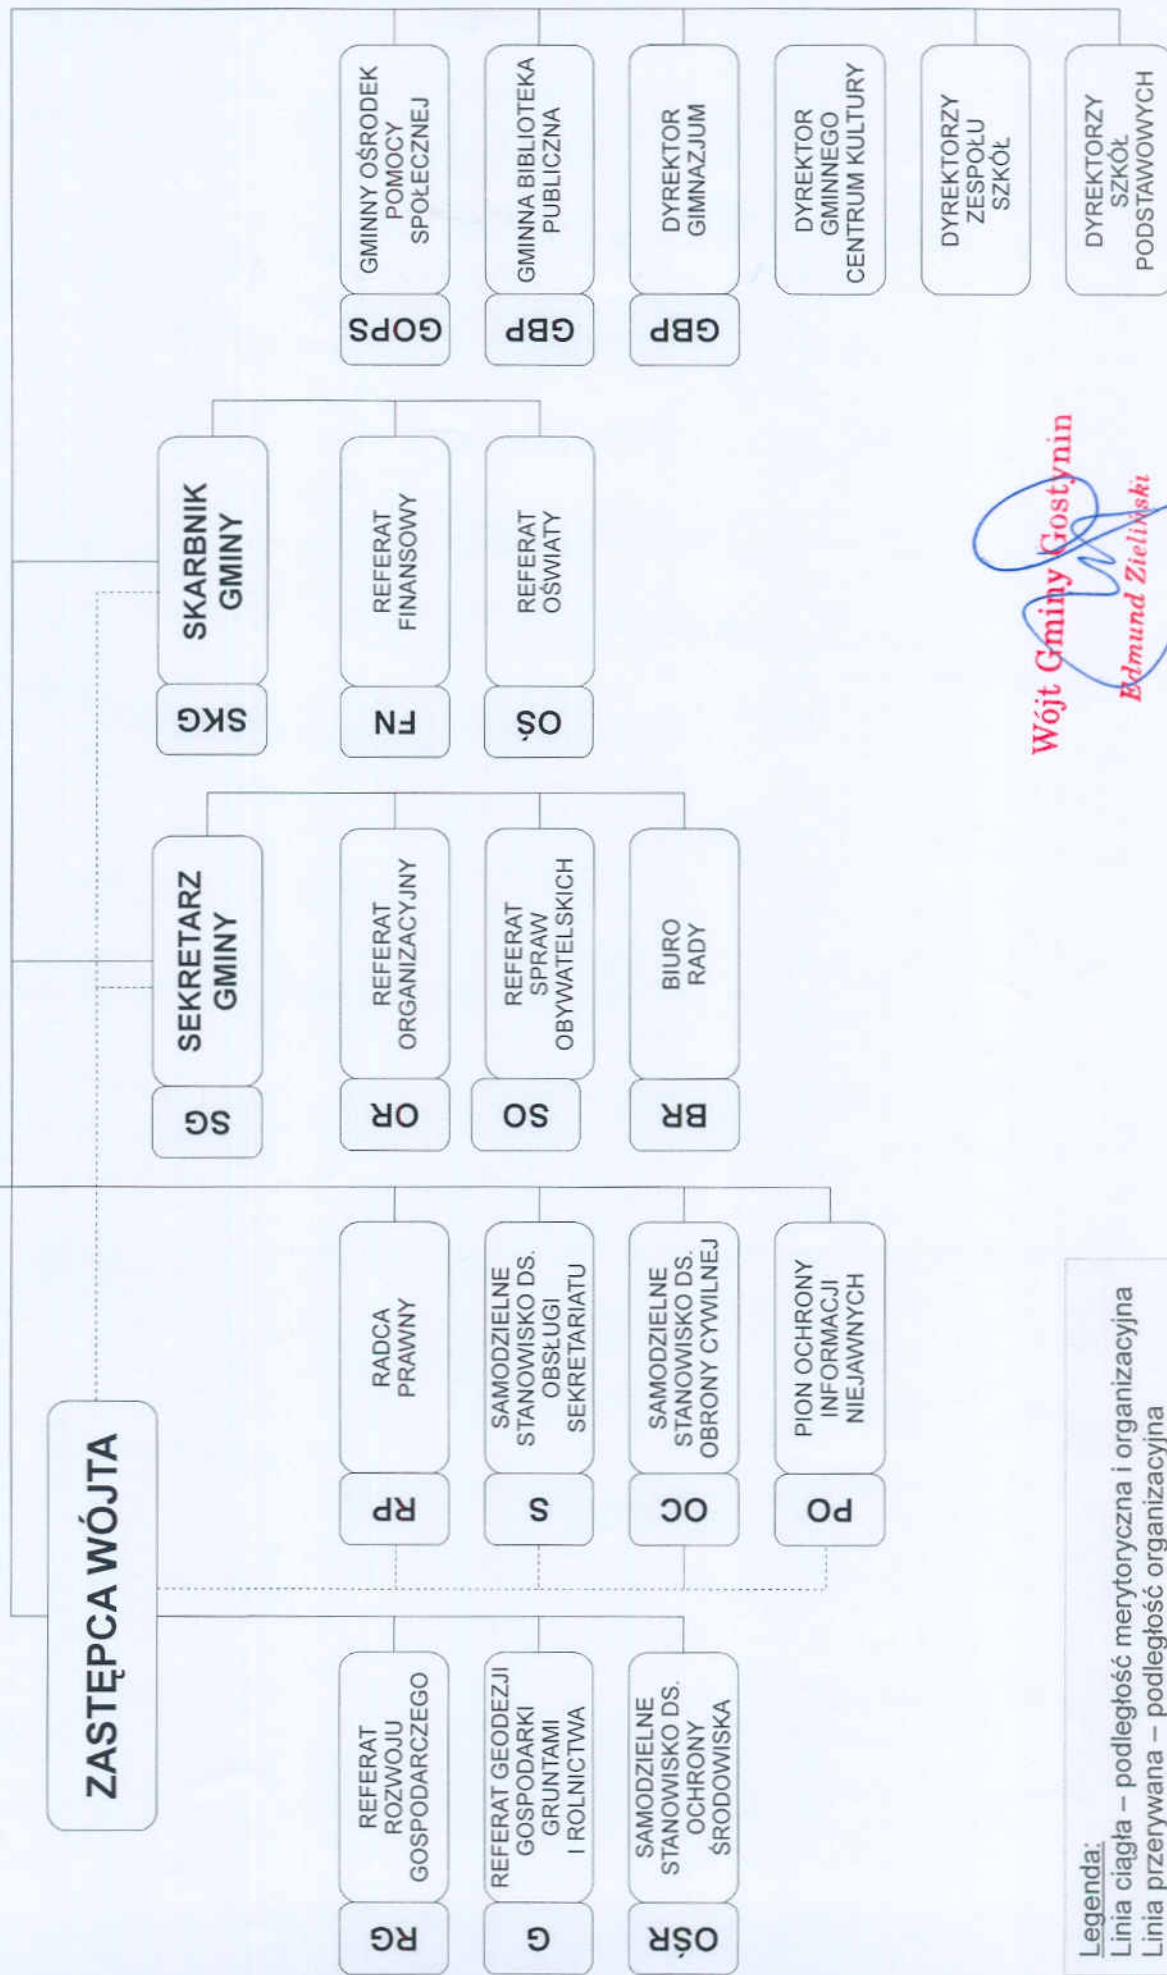 ZASTĘPCA WÓJTA
SG
SEKRETARZ
GMINY
SKG
SKARBNIK
GMINY
RG
REFERAT
ROZWOJU
GOSPODARCZEGO
G
REFERAT GEODEZJI
GOSPODARKI
GRUNTAMI
I ROLNICTWA
OŚR
SAMODZIELNE
STANOWISKO DS.
OCHRONY
ŚRODOWISKA
RP
RADCA
PRAWNY
S
SAMODZIELNE
STANOWISKO DS.
OBSŁUGI
SEKRETARIATU
OC
SAMODZIELNE
STANOWISKO DS.
OBRONY CYWILNEJ
PO
PION OCHRONY
INFORMACJI
NIEJAWNYCH
OR
REFERAT
ORGANIZACYJNY
SO
REFERAT
SPRAW
OBYWATELSKICH
BR
BIURO
RADY
FN
REFERAT
FINANSOWY
OŚ
REFERAT
OŚWIATY
GOPS
GMINNY OŚRODEK
POMOCY
SPOŁECZNEJ
GBP
GMINNA BIBLIOTEKA
PUBLICZNA
GBP
DYREKTOR
GIMNAZJUM
DYREKTOR
GMINNEGO
CENTRUM KULTURY
DYREKTORZY
ZESPOŁU
SZKÓŁ
DYREKTORZY
SZKÓŁ
PODSTAWOWYCH
Legenda:
Linia ciągła – podległość merytoryczna i organizacyjna
Linia przerywana – podległość organizacyjna
Wójt Gminy Gostynin
Edmund Zieliński